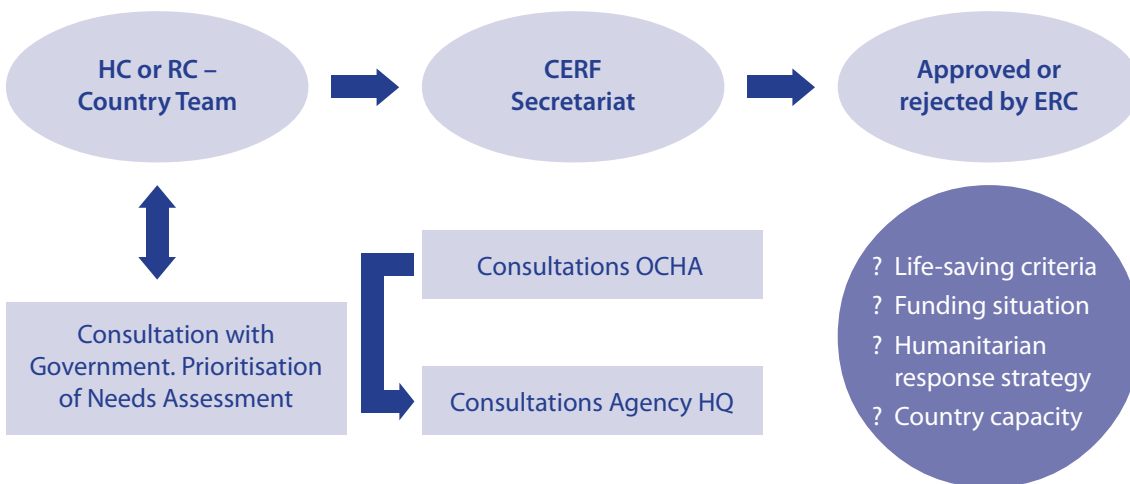 HC or RC –
Country Team
CERF
Secretariat
Approved or
rejected by ERC
Consultation with
Government. Prioritisation
of Needs Assessment
Consultations OCHA
Consultations Agency HQ
? Life-saving criteria
? Funding situation
? Humanitarian
response strategy
? Country capacity